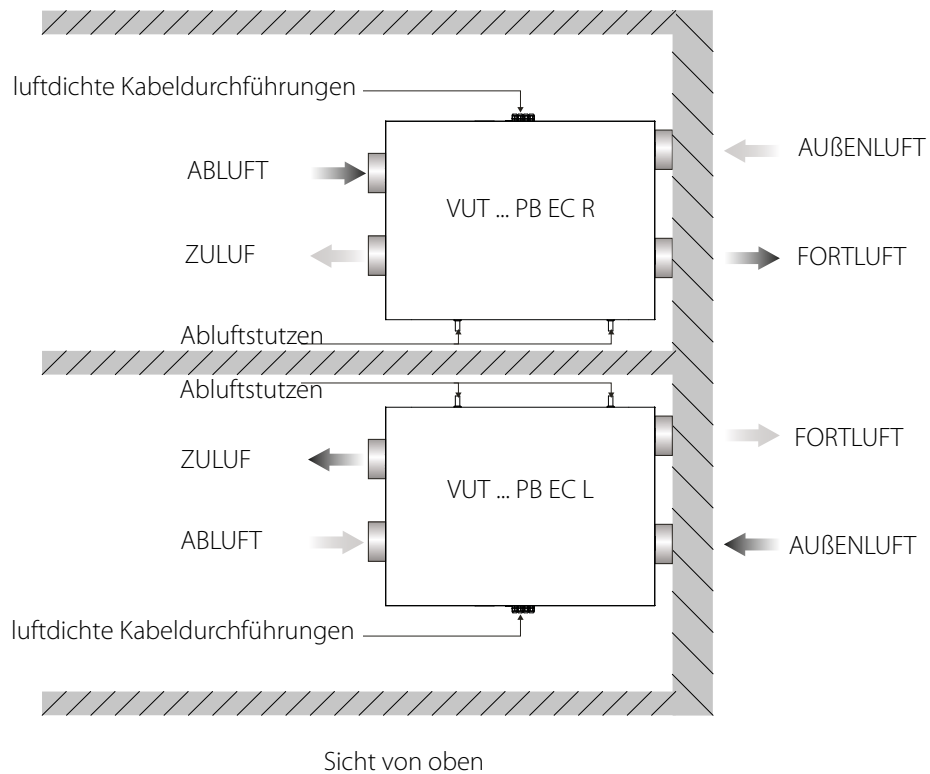 luftdichte Kabeldurchführungen
ABLUFT
AUßENLUFT
VUT ... PB EC R
ZULUF
FORTLUFT
Abluftstutzen
Abluftstutzen
FORTLUFT
ZULUF
VUT ... PB EC L
ABLUFT
AUßENLUFT
luftdichte Kabeldurchführungen
Sicht von oben